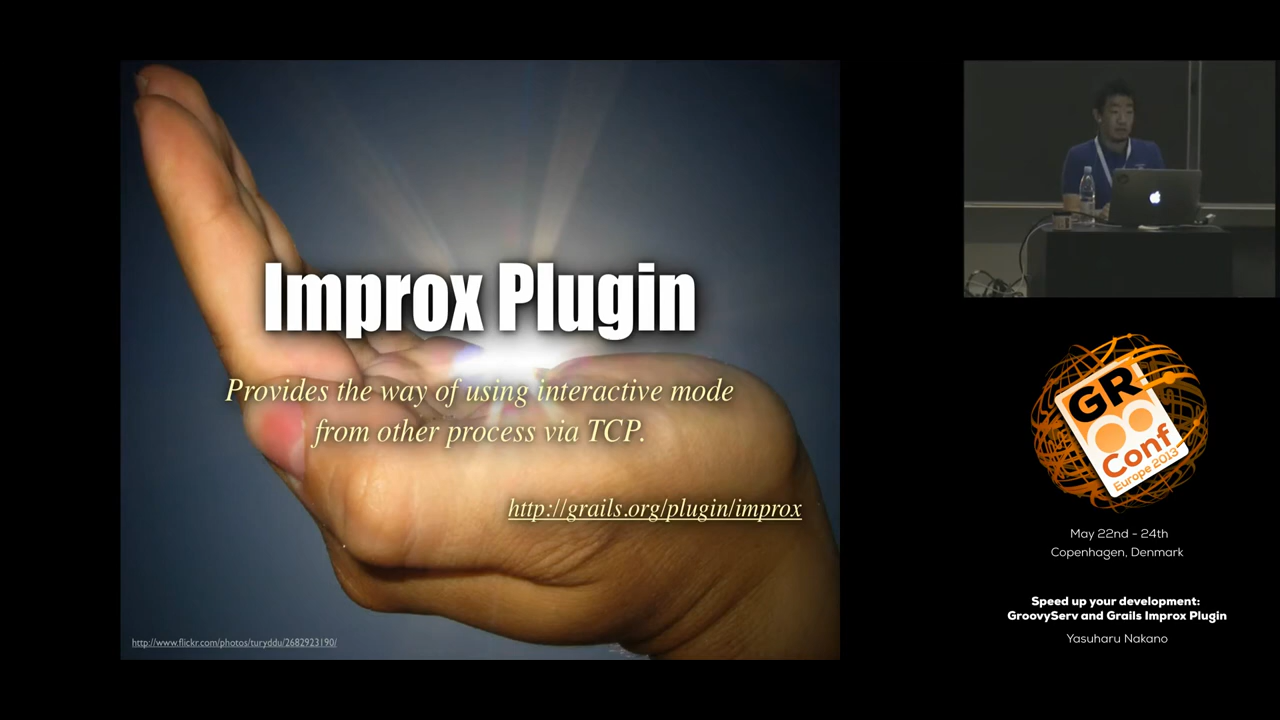 Improx Plugin
Provides the way of using interactive mode
from other process via TCP.
http://grails.org/plugin/improx
http://www.flickr.com/photos/turyddu/2682923190/
GR
Conf
Europe 2013
May 22nd - 24th
Copenhagen, Denmark
Speed up your development:
GroovyServ and Grails Improx Plugin
Yasuharu Nakano